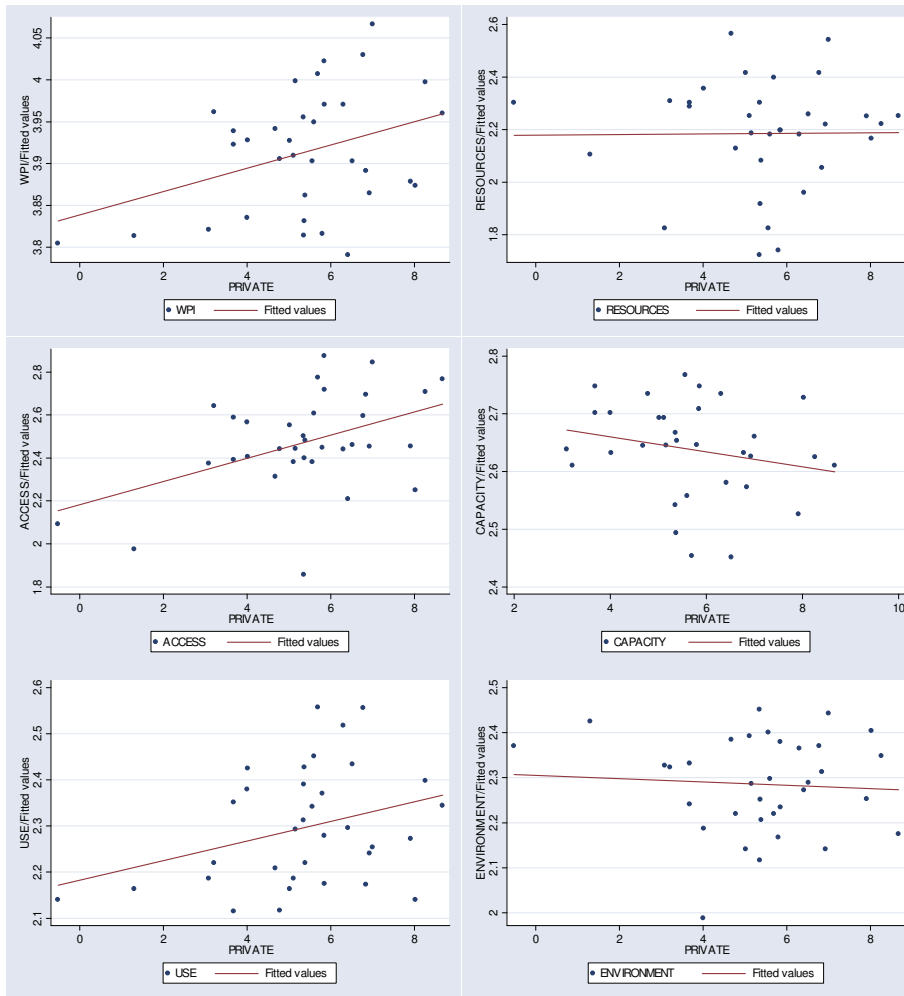 WPI/Fitted values
3.8 3.85 3.9 3.95 4 4.05
0 2 4 6 8
PRIVATE
WPI Fitted values
RESOURCES/Fitted values
1.8 2 2.2 2.4 2.6
0 2 4 6 8
PRIVATE
RESOURCES Fitted values
ACCESS/Fitted values
1.8 2 2.2 2.4 2.6 2.8
0 2 4 6 8
PRIVATE
ACCESS Fitted values
CAPACITY/Fitted values
2.4 2.5 2.6 2.7 2.8
2 4 6 8 10
PRIVATE
CAPACITY Fitted values
USE/Fitted values
2.1 2.2 2.3 2.4 2.5 2.6
0 2 4 6 8
PRIVATE
USE Fitted values
ENVIRONMENT/Fitted values
2 2.1 2.2 2.3 2.4 2.5
0 2 4 6 8
PRIVATE
ENVIRONMENT Fitted values